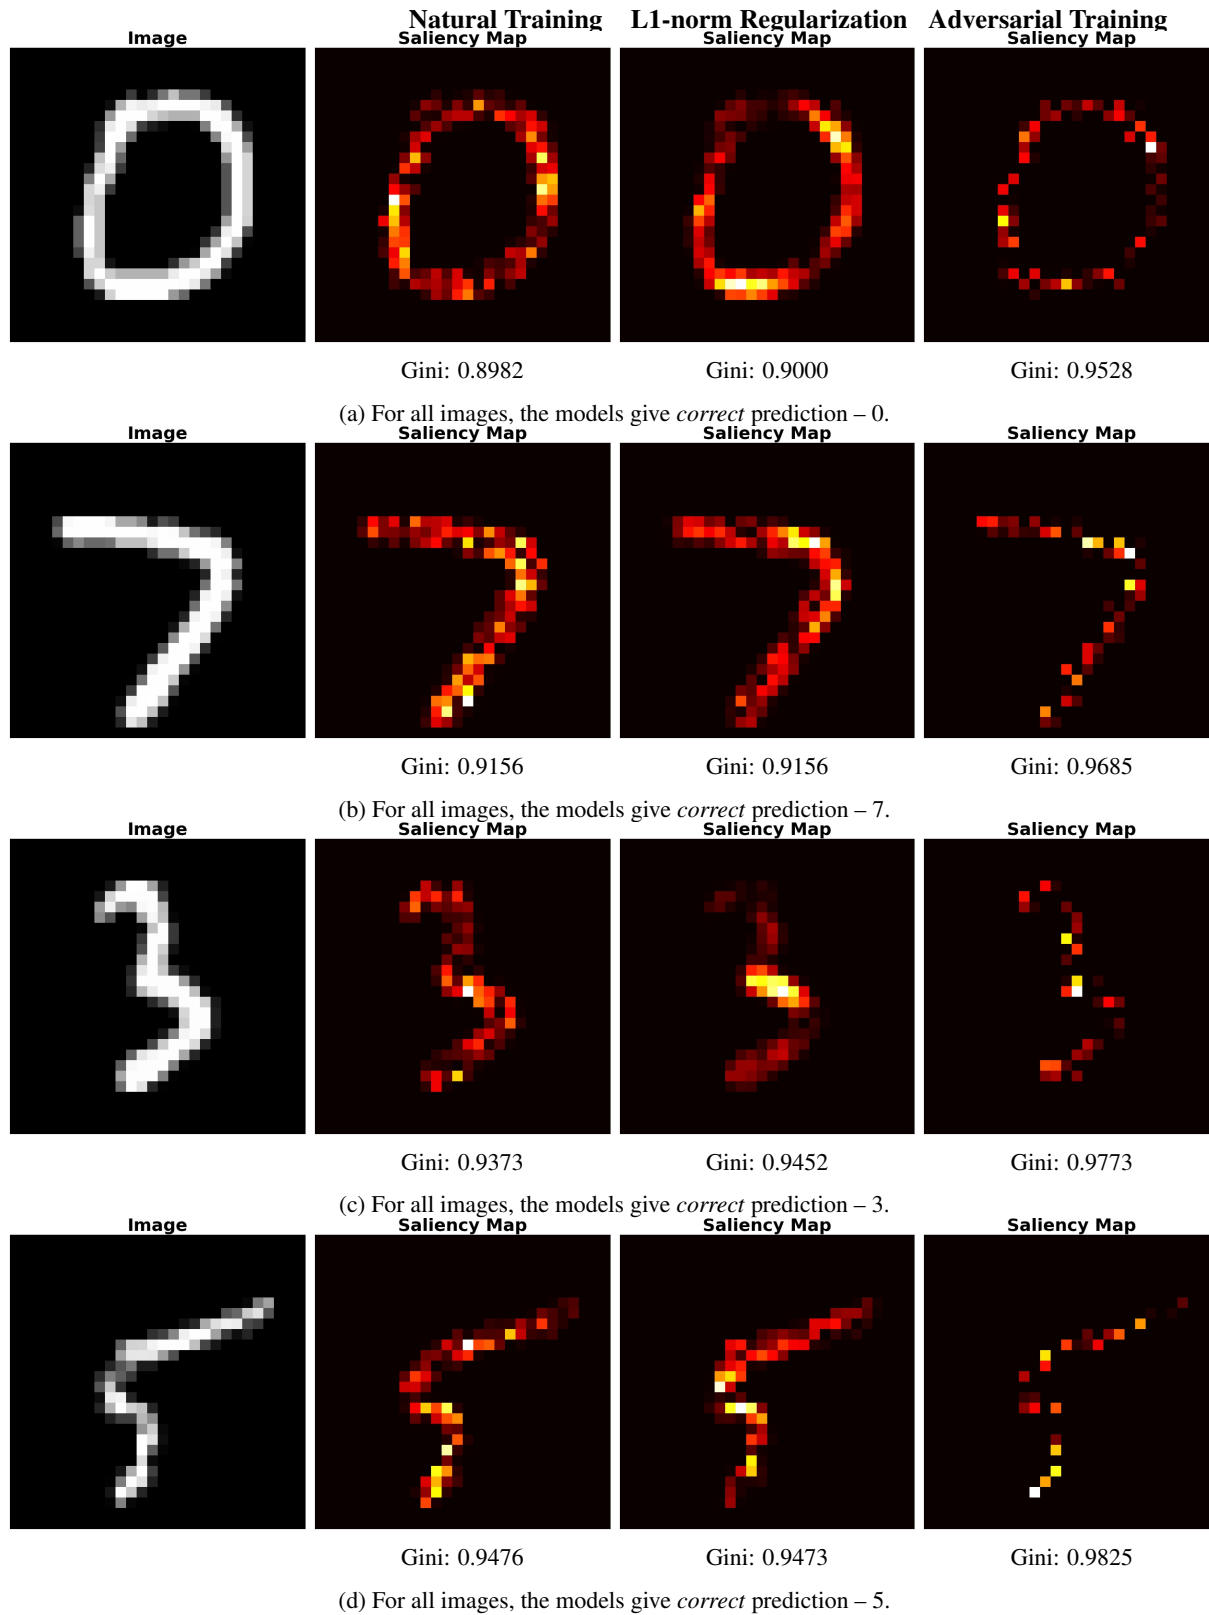 Natural Training L1-norm Regularization Adversarial Training
Image Saliency Map Saliency Map Saliency Map
Gini: 0.8982 Gini: 0.9000 Gini: 0.9528
(a) For all images, the models give correct prediction – 0.
Image Saliency Map Saliency Map Saliency Map
Gini: 0.9156 Gini: 0.9156 Gini: 0.9685
(b) For all images, the models give correct prediction – 7.
Image Saliency Map Saliency Map Saliency Map
Gini: 0.9373 Gini: 0.9452 Gini: 0.9773
(c) For all images, the models give correct prediction – 3.
Image Saliency Map Saliency Map Saliency Map
Gini: 0.9476 Gini: 0.9473 Gini: 0.9825
(d) For all images, the models give correct prediction – 5.